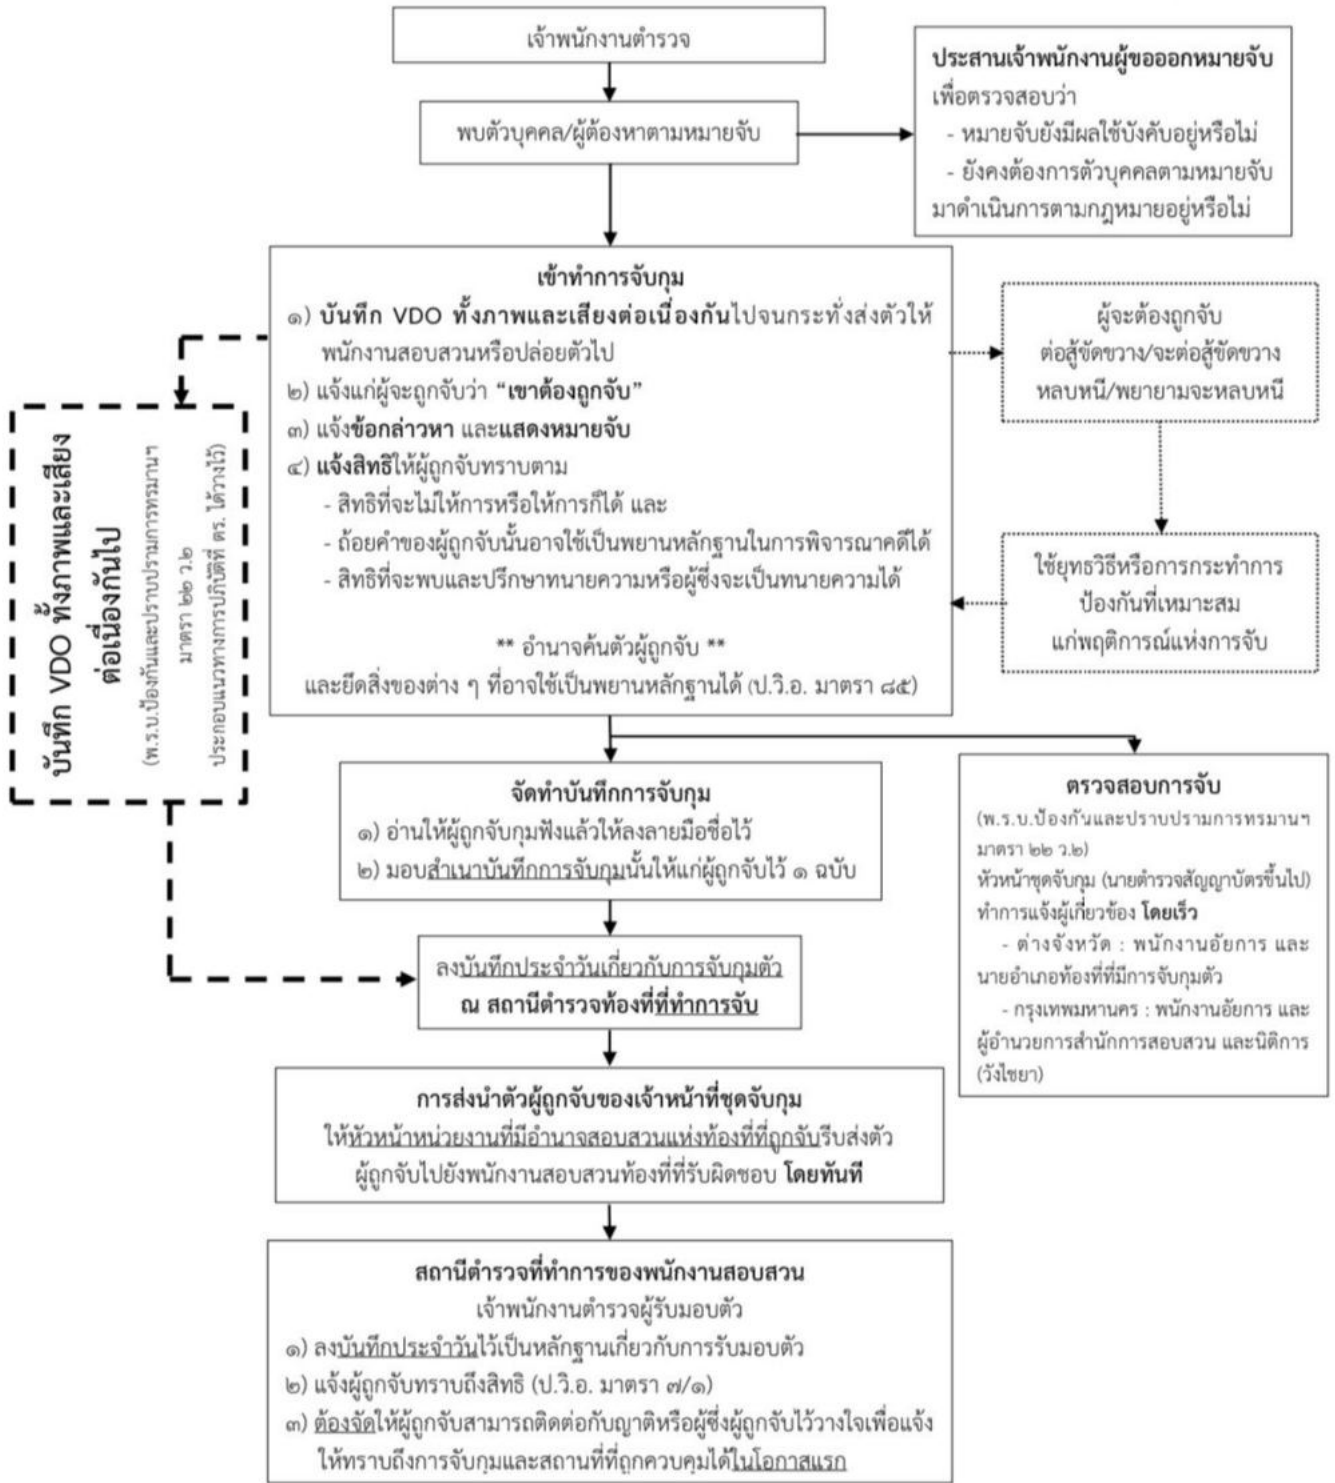 เจ้าพนักงานตำรวจ
พบตัวบุคคล/ผู้ต้องหาตามหมายจับ
ประสานเจ้าพนักงานผู้ขอออกหมายจับ
เพื่อตรวจสอบว่า
- หมายจับยังมีผลใช้บังคับอยู่หรือไม่
- ยังคงต้องการตัวบุคคลตามหมายจับ
มาดำเนินการตามกฎหมายอยู่หรือไม่
เข้าทำการจับกุม
๑) บันทึก VDO ทั้งภาพและเสียงต่อเนื่องกันไปจนกระทั่งส่งตัวให้
พนักงานสอบสวนหรือปล่อยตัวไป
๒) แจ้งแก่ผู้จะถูกจับว่า “เขาต้องถูกจับ”
๓) แจ้งข้อกล่าวหา และแสดงหมายจับ
๔) แจ้งสิทธิให้ผู้ถูกจับทราบตาม
- สิทธิที่จะไม่ให้การหรือให้การก็ได้ และ
- ถ้อยคำของผู้ถูกจับนั้นอาจใช้เป็นพยานหลักฐานในการพิจารณาคดีได้
- สิทธิที่จะพบและปรึกษาทนายความหรือผู้ซึ่งจะเป็นทนายความได้
** อำนาจค้นตัวผู้ถูกจับ **
และยึดสิ่งของต่าง ๆ ที่อาจใช้เป็นพยานหลักฐานได้ (ป.วิ.อ. มาตรา ๘๕)
ผู้จะต้องถูกจับ
ต่อสู้ขัดขวาง/จะต่อสู้ขัดขวาง
หลบหนี/พยายามจะหลบหนี
ใช้ยุทธวิธีหรือการกระทำการ
ป้องกันที่เหมาะสม
แก่พฤติการณ์แห่งการจับ
บันทึก VDO ทั้งภาพและเสียง
ต่อเนื่องกันไป
(พ.ร.บ.ป้องกันและปราบปรามการทรมานฯ
มาตรา ๒๒ ว.๒
ประกอบแนวทางการปฏิบัติที่ ตร. ได้วางไว้)
จัดทำบันทึกการจับกุม
๑) อ่านให้ผู้ถูกจับกุมฟังแล้วให้ลงลายมือชื่อไว้
๒) มอบสำเนาบันทึกการจับกุมนั้นให้แก่ผู้ถูกจับไว้ ๑ ฉบับ
ตรวจสอบการจับ
(พ.ร.บ.ป้องกันและปราบปรามการทรมานฯ
มาตรา ๒๒ ว.๒)
หัวหน้าชุดจับกุม (นายตำรวจสัญญาบัตรขึ้นไป)
ทำการแจ้งผู้เกี่ยวข้อง โดยเร็ว
- ต่างจังหวัด : พนักงานอัยการ และ
นายอำเภอท้องที่ที่มีการจับกุมตัว
- กรุงเทพมหานคร : พนักงานอัยการ และ
ผู้อำนวยการสำนักการสอบสวน และนิติการ
(วังไชยา)
ลงบันทึกประจำวันเกี่ยวกับการจับกุมตัว
ณ สถานีตำรวจท้องที่ที่ทำการจับ
การส่งนำตัวผู้ถูกจับของเจ้าหน้าที่ชุดจับกุม
ให้หัวหน้าหน่วยงานที่มีอำนาจสอบสวนแห่งท้องที่ที่ถูกจับรีบส่งตัว
ผู้ถูกจับไปยังพนักงานสอบสวนท้องที่ที่รับผิดชอบ โดยทันที
สถานีตำรวจที่ทำการของพนักงานสอบสวน
เจ้าพนักงานตำรวจผู้รับมอบตัว
๑) ลงบันทึกประจำวันไว้เป็นหลักฐานเกี่ยวกับการรับมอบตัว
๒) แจ้งผู้ถูกจับทราบถึงสิทธิ (ป.วิ.อ. มาตรา ๗/๑)
๓) ต้องจัดให้ผู้ถูกจับสามารถติดต่อกับญาติหรือผู้ซึ่งผู้ถูกจับไว้วางใจเพื่อแจ้ง
ให้ทราบถึงการจับกุมและสถานที่ที่ถูกควบคุมได้ในโอกาสแรก